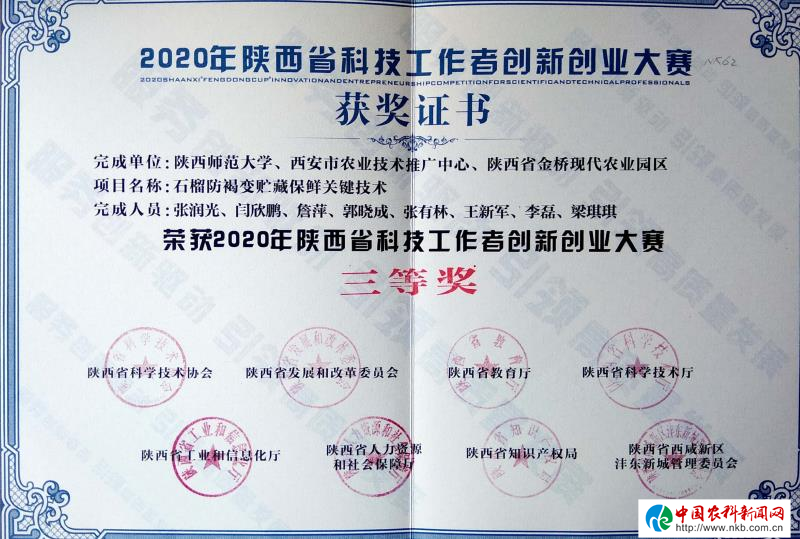 2020年陕西省科技工作者创新创业大赛
2020SHAANXI"FENGDONGCUP"INNOVATIONANDENTREPRENEURSHIPCOMPETITIONFORSCIENTIFICANDTECHNICALPROFESSIONALS
获奖证书
完成单位:陕西师范大学、西安市农业技术推广中心、陕西省金桥现代农业园区
项目名称:石榴防褐变贮藏保鲜关键技术
完成人员:张润光、闫欣鹏、詹萍、郭晓成、张有林、王新军、李磊、梁琪琪
荣获2020年陕西省科技工作者创新创业大赛
三等奖
陕西省科学技术协会 陕西省发展和改革委员会 陕西省教育厅 陕西省科学技术厅
陕西省工业和信息化厅 陕西省人力资源和社会保障厅 陕西省知识产权局 陕西省西咸新区沣东新城管理委员会
中国农科新闻网
http://www.nkb.com.cn